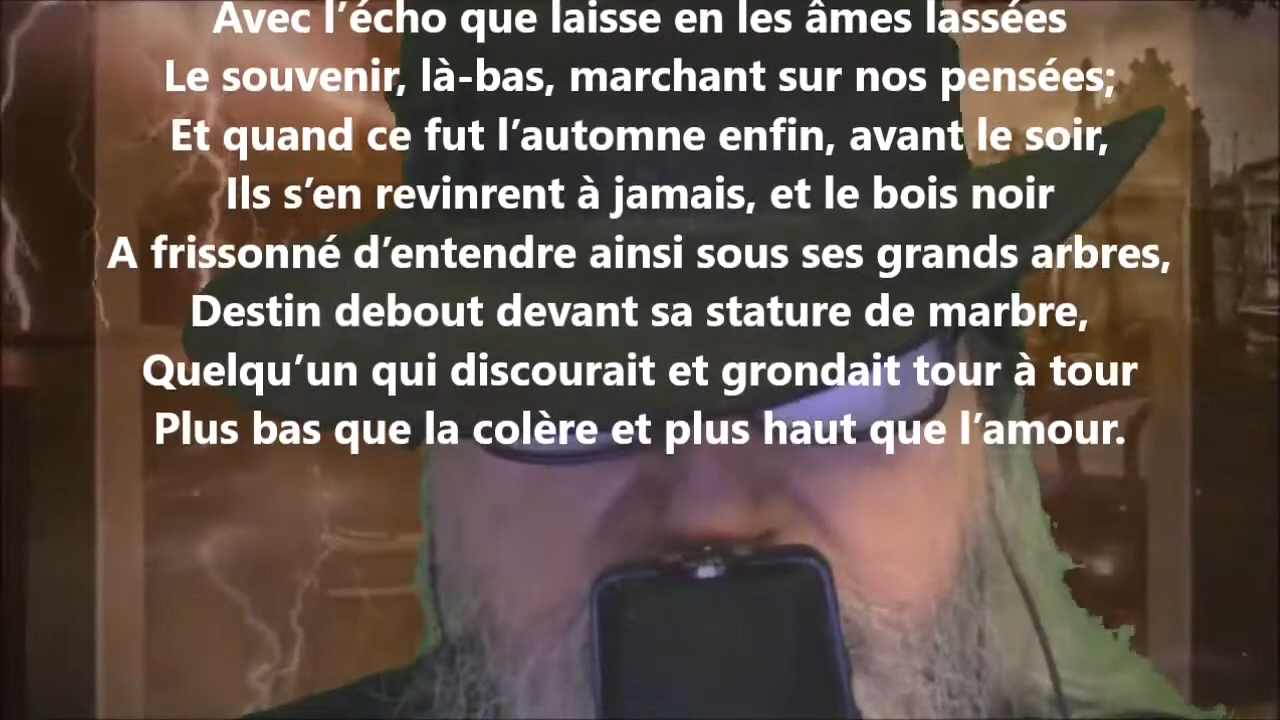 Avec l’écho que laisse en les âmes lassées
Le souvenir, là-bas, marchant sur nos pensées;
Et quand ce fut l’automne enfin, avant le soir,
Ils s’en revinrent à jamais, et le bois noir
A frissonné d’entendre ainsi sous ses grands arbres,
Destin debout devant sa stature de marbre,
Quelqu’un qui discourait et grondait tour à tour
Plus bas que la colère et plus haut que l’amour.